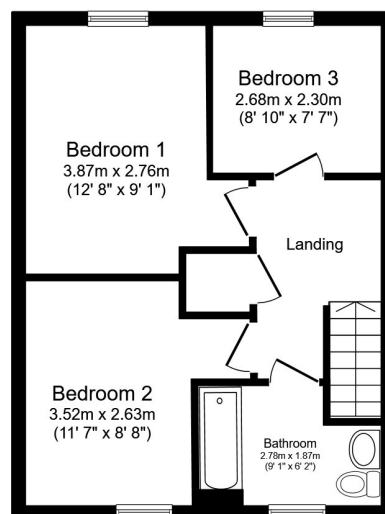 Bedroom 1
3.87m x 2.76m
(12' 8" x 9' 1")
Bedroom 3
2.68m x 2.30m
(8' 10" x 7' 7")
Landing
Bedroom 2
3.52m x 2.63m
(11' 7" x 8' 8")
Bathroom
2.78m x 1.87m
(9' 1" x 6' 2")